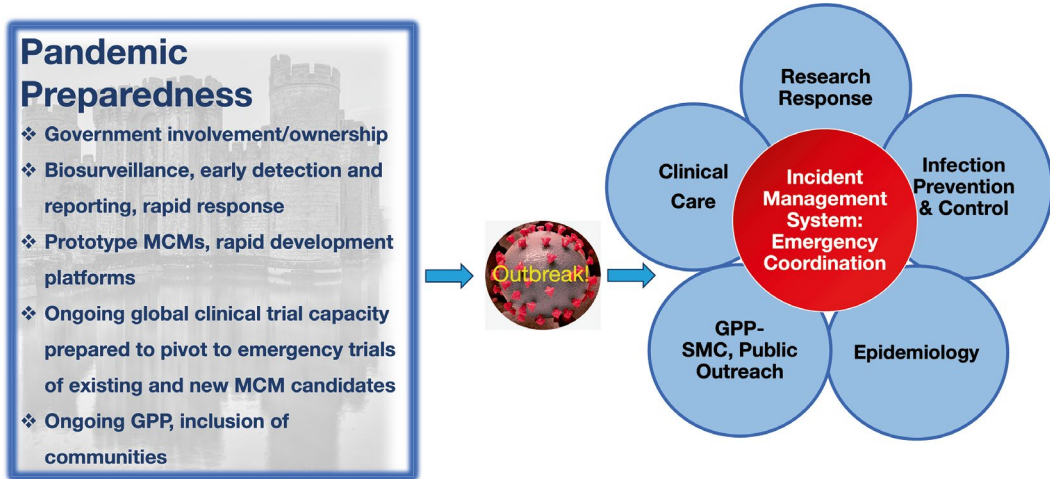 Pandemic
Preparedness
❖ Government involvement/ownership
❖ Biosurveillance, early detection and
reporting, rapid response
❖ Prototype MCMs, rapid development
platforms
❖ Ongoing global clinical trial capacity
prepared to pivot to emergency trials
of existing and new MCM candidates
❖ Ongoing GPP, inclusion of
communities
Outbreak!
Research
Response
Clinical
Care
Incident
Management
System:
Emergency
Coordination
Infection
Prevention
& Control
GPP-
SMC, Public
Outreach
Epidemiology